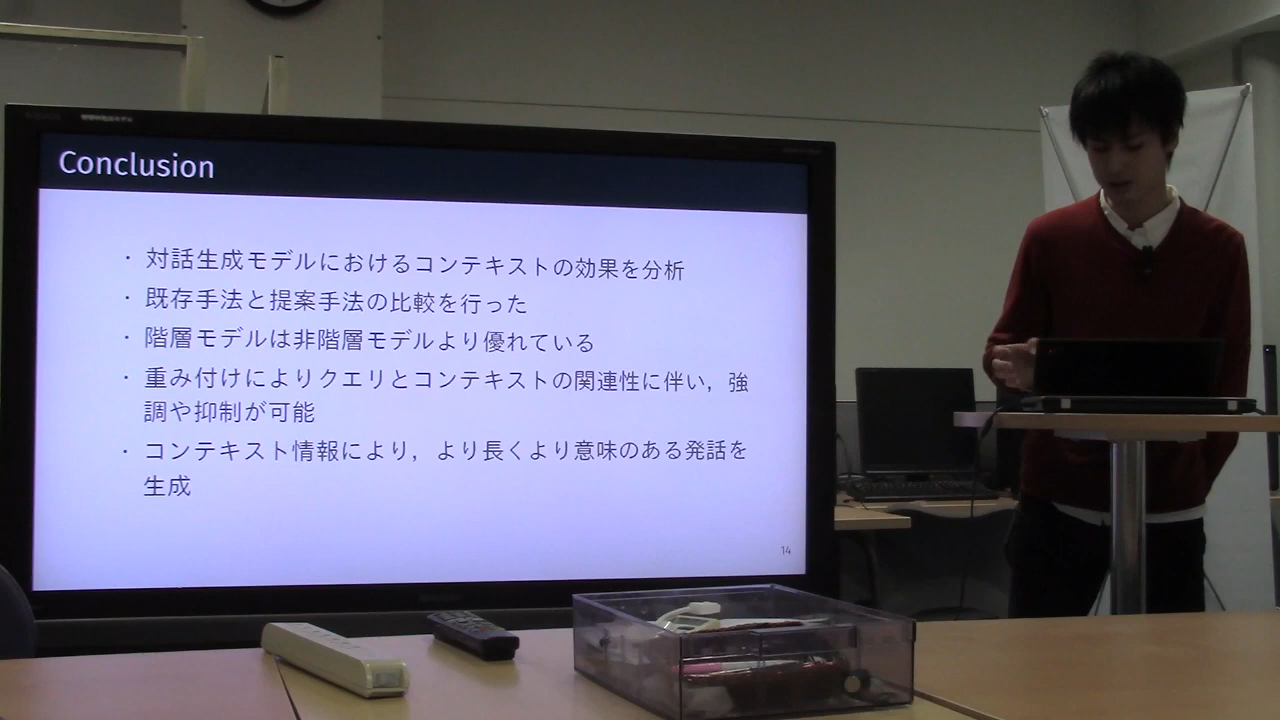 Conclusion
・対話生成モデルにおけるコンテキストの効果を分析
・既存手法と提案手法の比較を行った
・階層モデルは非階層モデルより優れている
・重み付けによりクエリとコンテキストの関連性に伴い，強
調や抑制が可能
・コンテキスト情報により，より長くより意味のある発話を
生成
14